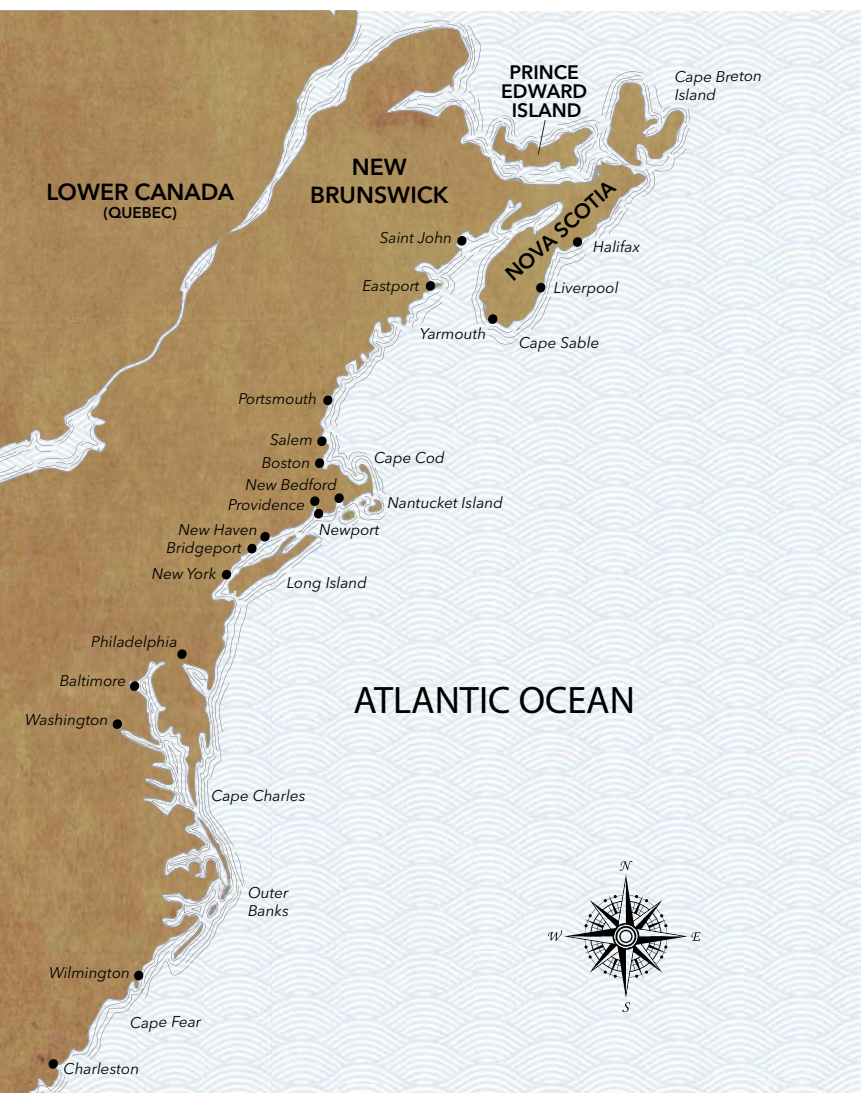 PRINCE
EDWARD
ISLAND
Cape Breton
Island
NEW
BRUNSWICK
LOWER CANADA
(QUEBEC)
NOVA SCOTIA
Saint John
Halifax
Eastport
Liverpool
Yarmouth
Cape Sable
Portsmouth
Salem
Boston
Cape Cod
New Bedford
Providence
Nantucket Island
New Haven
Newport
Bridgeport
New York
Long Island
Philadelphia
Baltimore
ATLANTIC OCEAN
Washington
Cape Charles
Outer
Banks
N
W
E
S
Wilmington
Cape Fear
Charleston